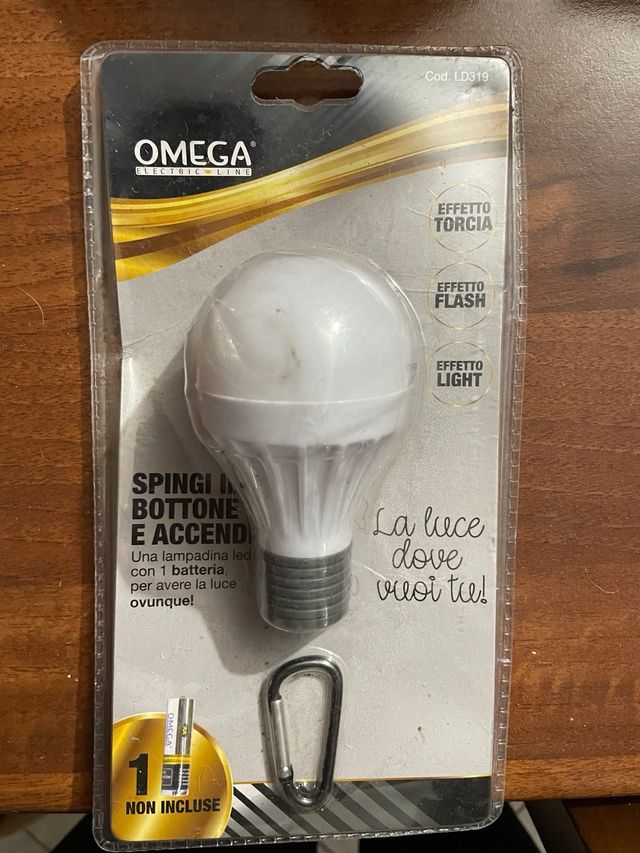 Cod. LD319
OMEGA®
ELECTRIC LINE
EFFETTO
TORCIA
EFFETTO
FLASH
EFFETTO
LIGHT
SPINGI
BOTTONE
E ACCENDI
Una lampadina led
con 1 batteria,
per avere la luce
ovunque!
La luce
dove
vuoi tu!
OMEGA
1
NON INCLUSE